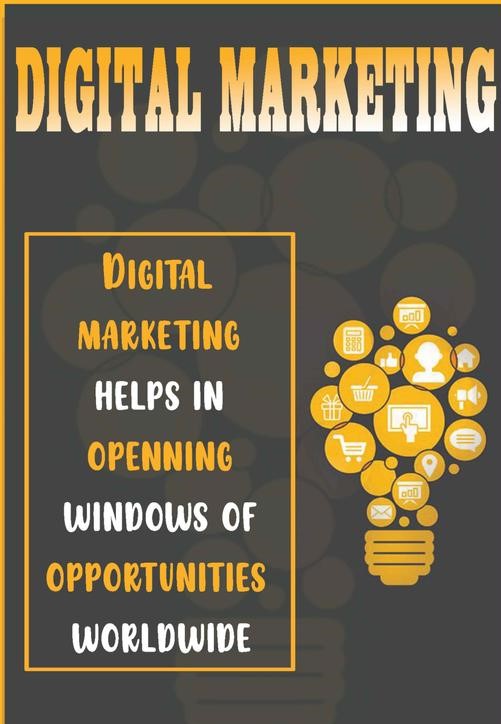 DIGITAL MARKETING
DIGITAL
MARKETING
HELPS IN
OPENNING
WINDOWS OF
OPPORTUNITIES
WORLDWIDE